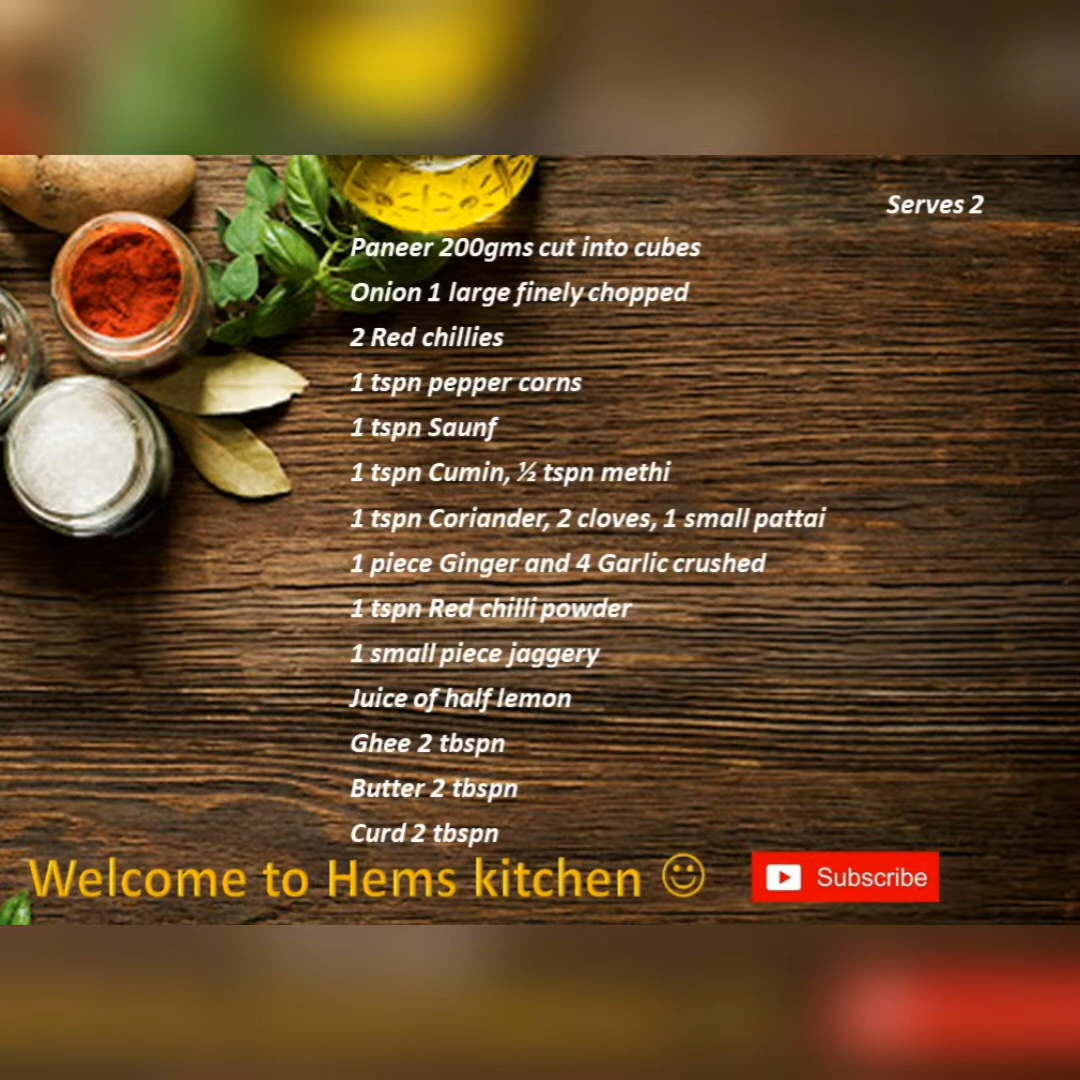 Serves 2
Paneer 200gms cut into cubes
Onion 1 large finely chopped
2 Red chillies
1 tspn pepper corns
1 tspn Saunf
1 tspn Cumin, ½ tspn methi
1 tspn Coriander, 2 cloves, 1 small pattai
1 piece Ginger and 4 Garlic crushed
1 tspn Red chilli powder
1 small piece jaggery
Juice of half lemon
Ghee 2 tbspn
Butter 2 tbspn
Curd 2 tbspn
Welcome to Hems kitchen ☺ Subscribe